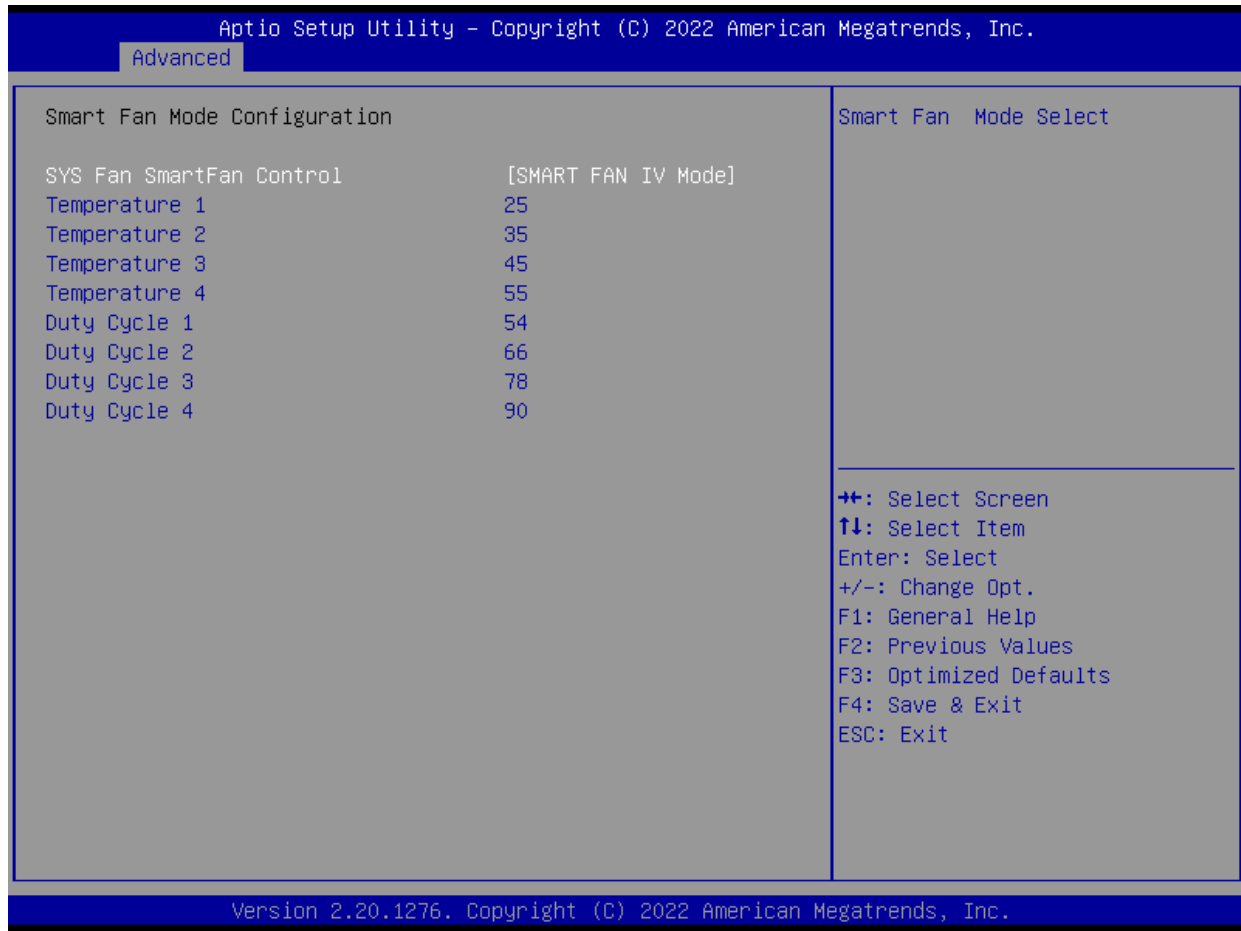 Aptio Setup Utility – Copyright (C) 2022 American Megatrends, Inc.
Advanced
Smart Fan Mode Configuration
SYS Fan SmartFan Control [SMART FAN IV Mode]
Temperature 1 25
Temperature 2 35
Temperature 3 45
Temperature 4 55
Duty Cycle 1 54
Duty Cycle 2 66
Duty Cycle 3 78
Duty Cycle 4 90
Smart Fan  Mode Select
→←: Select Screen
↑↓: Select Item
Enter: Select
+/-: Change Opt.
F1: General Help
F2: Previous Values
F3: Optimized Defaults
F4: Save & Exit
ESC: Exit
Version 2.20.1276. Copyright (C) 2022 American Megatrends, Inc.